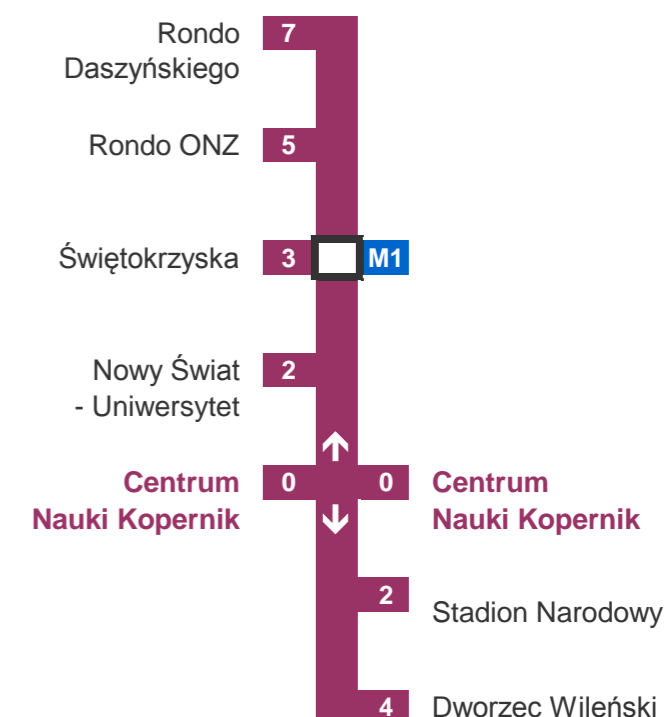 Rondo 7
Daszyńskiego
Rondo ONZ 5
Świętokrzyska 3 M1
Nowy Świat 2
- Uniwersytet
Centrum 0 0 Centrum
Nauki Kopernik Nauki Kopernik
2
Stadion Narodowy
4 Dworzec Wileński